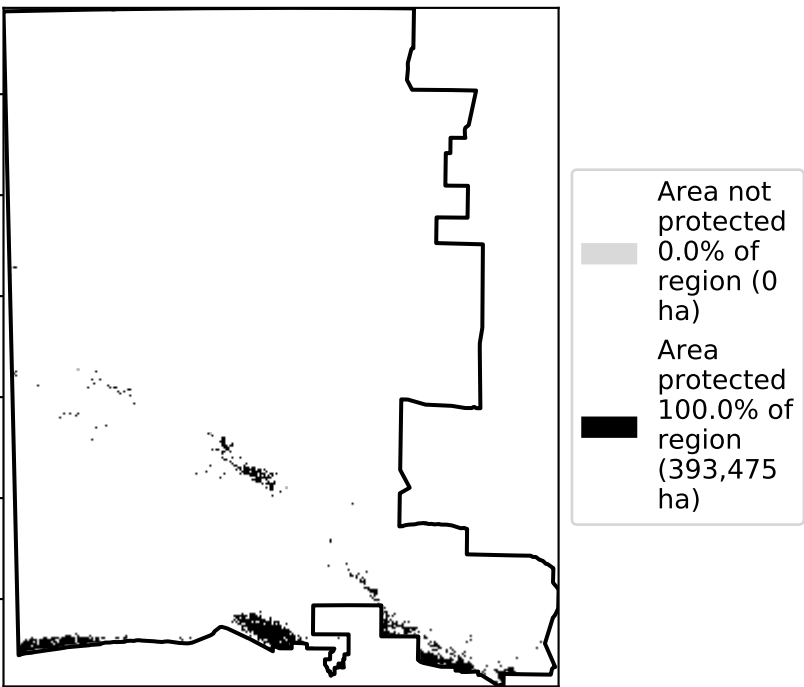 Area not
protected
0.0% of
region (0
ha)
Area
protected
100.0% of
region
(393,475
ha)